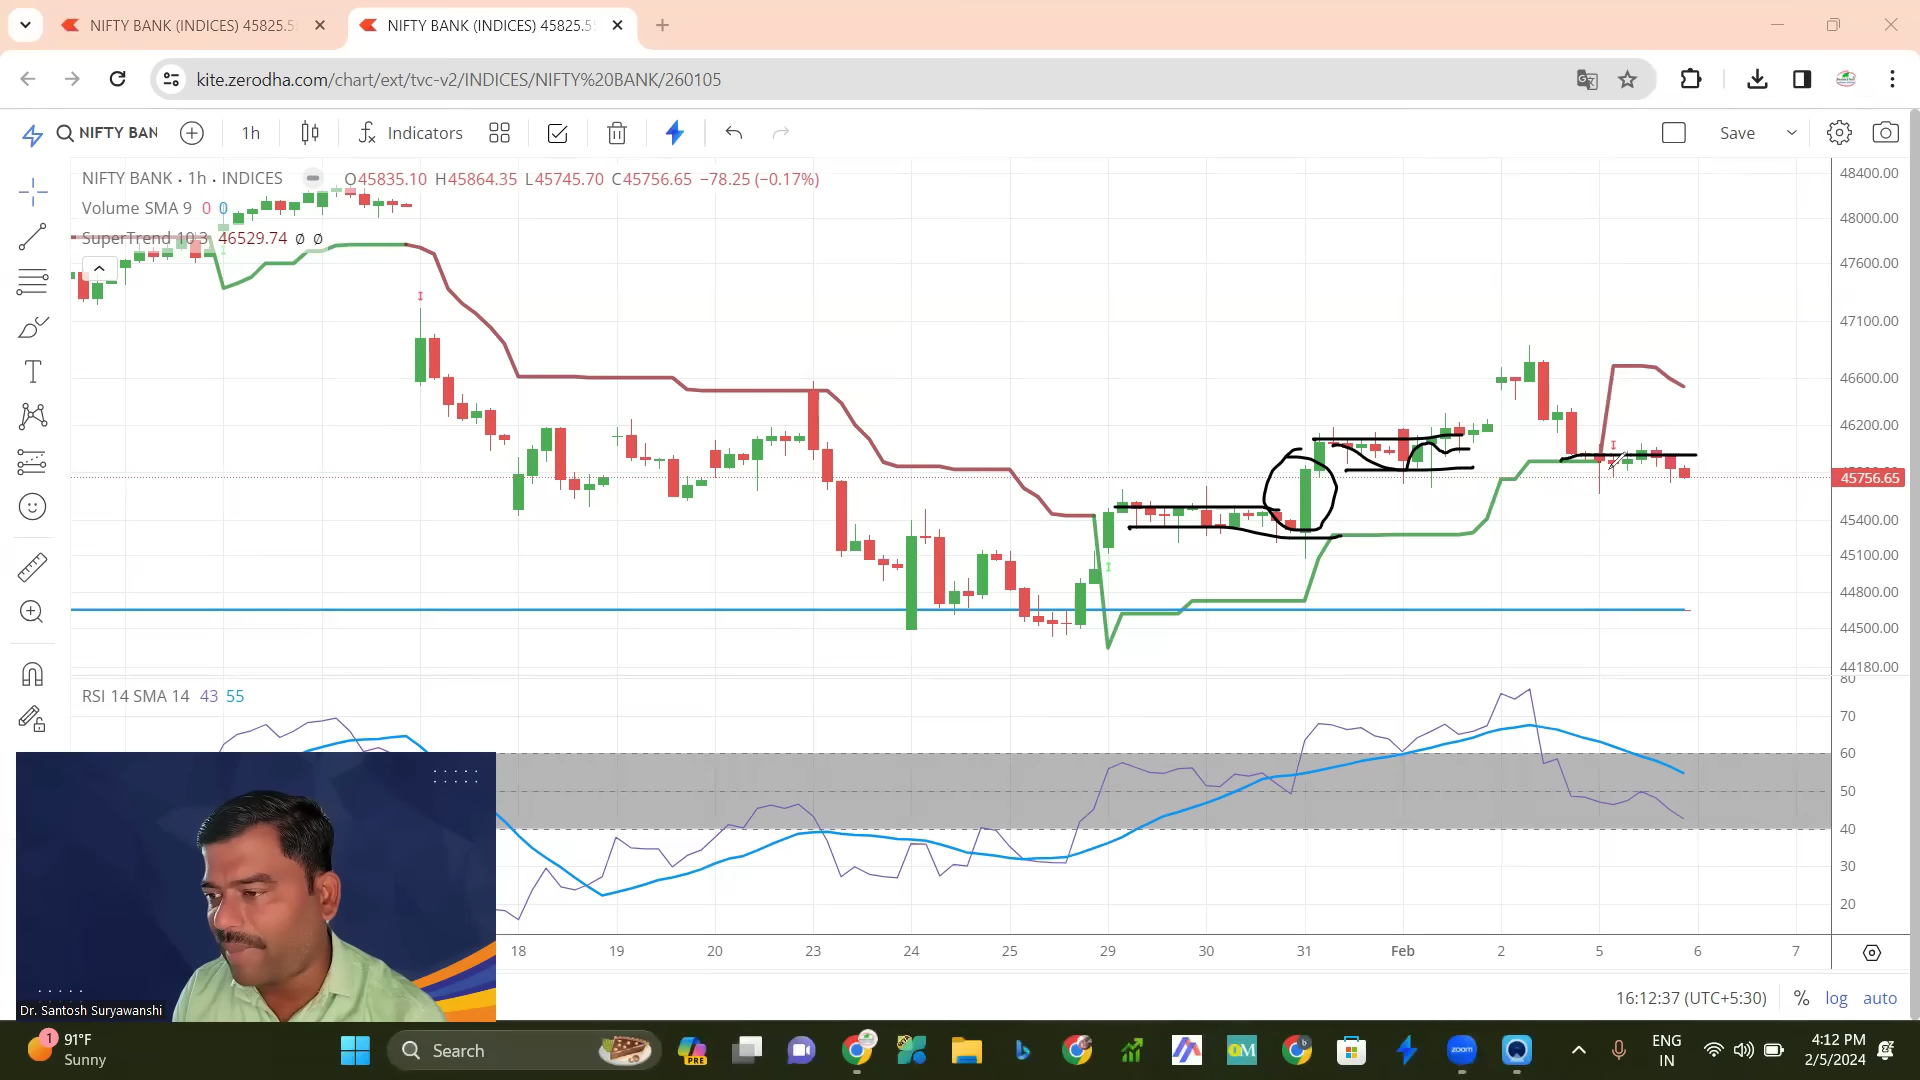 NIFTY BANK (INDICES) 45825.5
NIFTY BANK (INDICES) 45825.5
kite.zerodha.com/chart/ext/tvc-v2/INDICES/NIFTY%20BANK/260105
NIFTY BAN
1h
Indicators
Save
NIFTY BANK · 1h · INDICES
O45835.10 H45864.35 L45745.70 C45756.65 −78.25 (−0.17%)
Volume SMA 9 0 0
SuperTrend 10 3 46529.74 ∅ ∅
48400.00
48000.00
47600.00
47100.00
46600.00
46200.00
45756.65
45400.00
45100.00
44800.00
44500.00
44180.00
RSI 14 SMA 14 43 55
80
70
60
50
40
30
20
18 19 20 23 24 25 29 30 31 Feb 2 5 6 7
16:12:37 (UTC+5:30) % log auto
Dr. Santosh Suryawanshi
1
91°F
Sunny
Search
PRE
zoom
ENG
IN
4:12 PM
2/5/2024